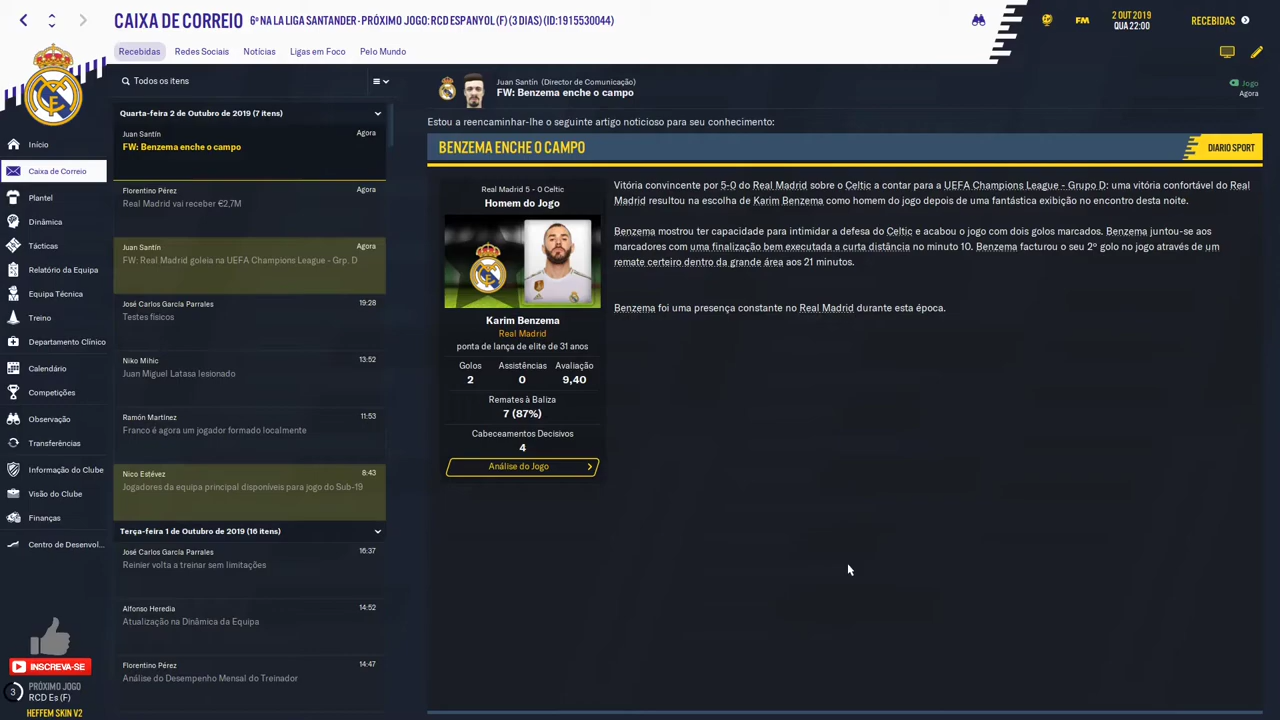 CAIXA DE CORREIO
6º NA LA LIGA SANTANDER - PRÓXIMO JOGO: RCD ESPANYOL (F) (3 DIAS) (ID:1915530044)
FM
2 OUT 2019
QUA 22:00
RECEBIDAS
Recebidas
Redes Sociais
Notícias
Ligas em Foco
Pelo Mundo
Início
Caixa de Correio
Plantel
Dinâmica
Tácticas
Relatório da Equipa
Equipa Técnica
Treino
Departamento Clínico
Calendário
Competições
Observação
Transferências
Informação do Clube
Visão do Clube
Finanças
Centro de Desenvol...
INSCREVA-SE
3
PRÓXIMO JOGO
RCD Es (F)
HEFFEM SKIN V2
Todos os itens
Quarta-feira 2 de Outubro de 2019 (7 itens)
Juan Santín Agora
FW: Benzema enche o campo
Florentino Pérez Agora
Real Madrid vai receber €2,7M
Juan Santín Agora
FW: Real Madrid goleia na UEFA Champions League - Grp. D
José Carlos García Parrales 19:28
Testes físicos
Niko Mihic 13:52
Juan Miguel Latasa lesionado
Ramón Martínez 11:53
Franco é agora um jogador formado localmente
Nico Estévez 8:43
Jogadores da equipa principal disponíveis para jogo do Sub-19
Terça-feira 1 de Outubro de 2019 (16 itens)
José Carlos García Parrales 16:37
Reinier volta a treinar sem limitações
Alfonso Heredia 14:52
Atualização na Dinâmica da Equipa
Florentino Pérez 14:47
Análise do Desempenho Mensal do Treinador
Juan Santín (Director de Comunicação)
FW: Benzema enche o campo
Jogo
Agora
Estou a reencaminhar-lhe o seguinte artigo noticioso para seu conhecimento:
BENZEMA ENCHE O CAMPO
DIARIO SPORT
Real Madrid 5 - 0 Celtic
Homem do Jogo
Karim Benzema
Real Madrid
ponta de lança de elite de 31 anos
Golos Assistências Avaliação
2 0 9,40
Remates à Baliza
7 (87%)
Cabeceamentos Decisivos
4
Análise do Jogo
Vitória convincente por 5-0 do Real Madrid sobre o Celtic a contar para a UEFA Champions League - Grupo D: uma vitória confortável do Real
Madrid resultou na escolha de Karim Benzema como homem do jogo depois de uma fantástica exibição no encontro desta noite.
Benzema mostrou ter capacidade para intimidar a defesa do Celtic e acabou o jogo com dois golos marcados. Benzema juntou-se aos
marcadores com uma finalização bem executada a curta distância no minuto 10. Benzema facturou o seu 2º golo no jogo através de um
remate certeiro dentro da grande área aos 21 minutos.
Benzema foi uma presença constante no Real Madrid durante esta época.